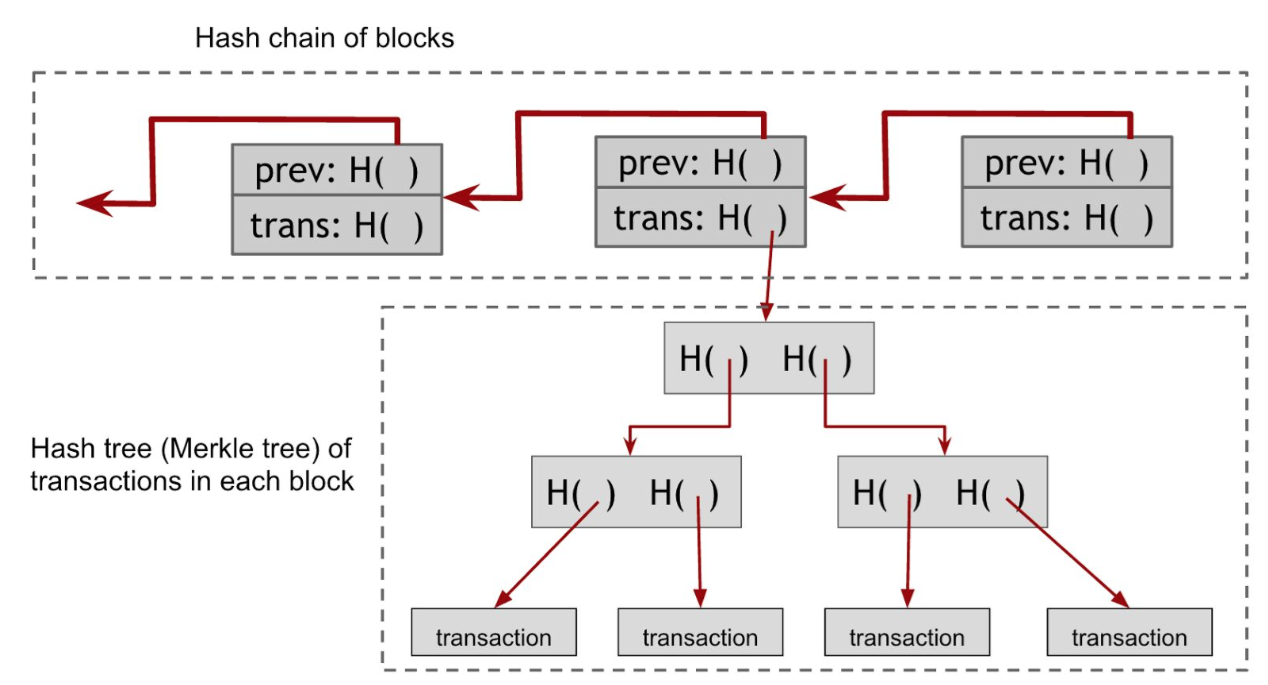 Hash chain of blocks
prev: H( )
trans: H( )
prev: H( )
trans: H( )
prev: H( )
trans: H( )
H( ) H( )
Hash tree (Merkle tree) of
transactions in each block
H( ) H( )
H( ) H( )
transaction
transaction
transaction
transaction